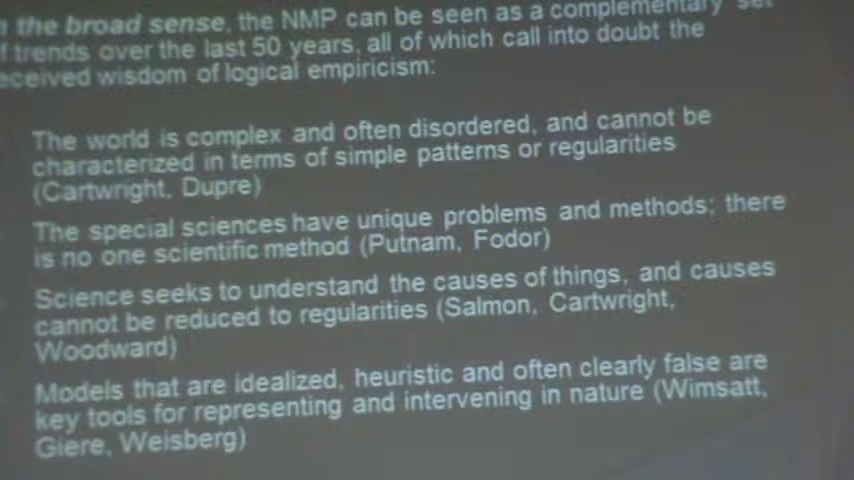 the broad sense, the NMP can be seen as a complementary set
trends over the last 50 years, all of which call into doubt the
eceived wisdom of logical empiricism:
The world is complex and often disordered, and cannot be
characterized in terms of simple patterns or regularities
(Cartwright, Dupre)
The special sciences have unique problems and methods; there
is no one scientific method (Putnam, Fodor)
Science seeks to understand the causes of things, and causes
cannot be reduced to regularities (Salmon, Cartwright,
Woodward)
Models that are idealized, heuristic and often clearly false are
key tools for representing and intervening in nature (Wimsatt,
Giere, Weisberg)